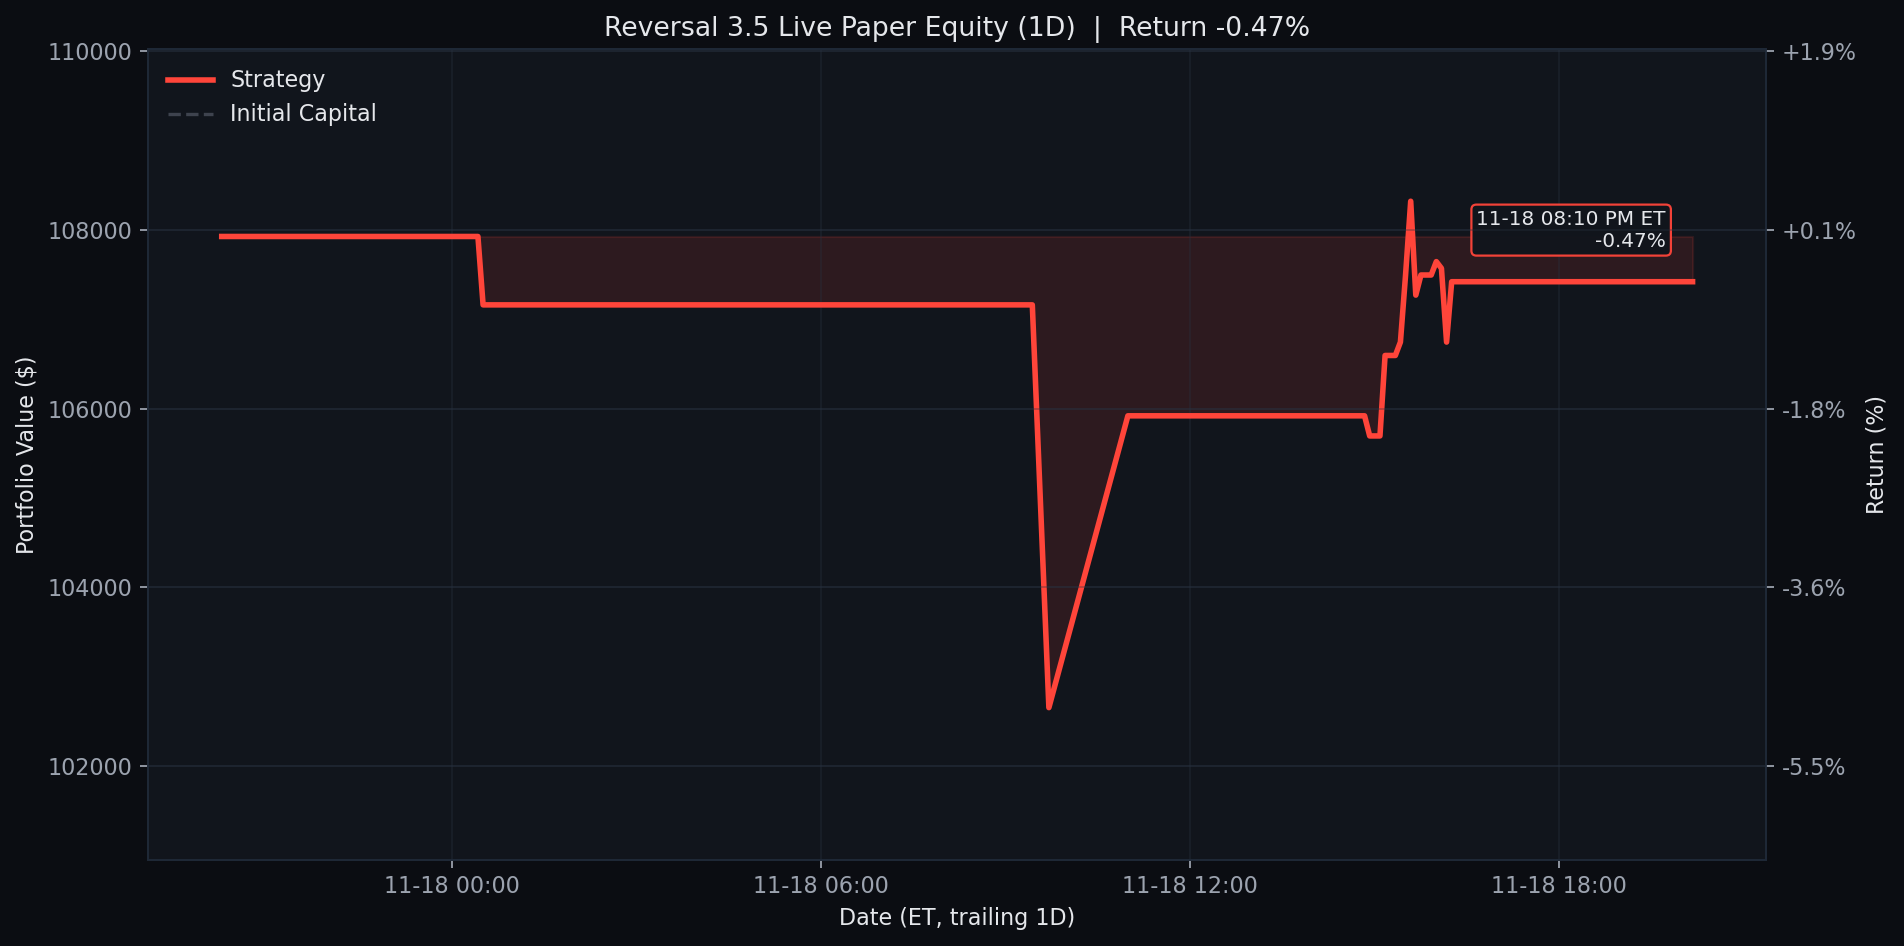 Reversal 3.5 Live Paper Equity (1D)  |  Return -0.47%
Strategy
Initial Capital
110000
108000
106000
104000
102000
Portfolio Value ($)
+1.9%
+0.1%
-1.8%
-3.6%
-5.5%
Return (%)
11-18 08:10 PM ET
-0.47%
11-18 00:00
11-18 06:00
11-18 12:00
11-18 18:00
Date (ET, trailing 1D)